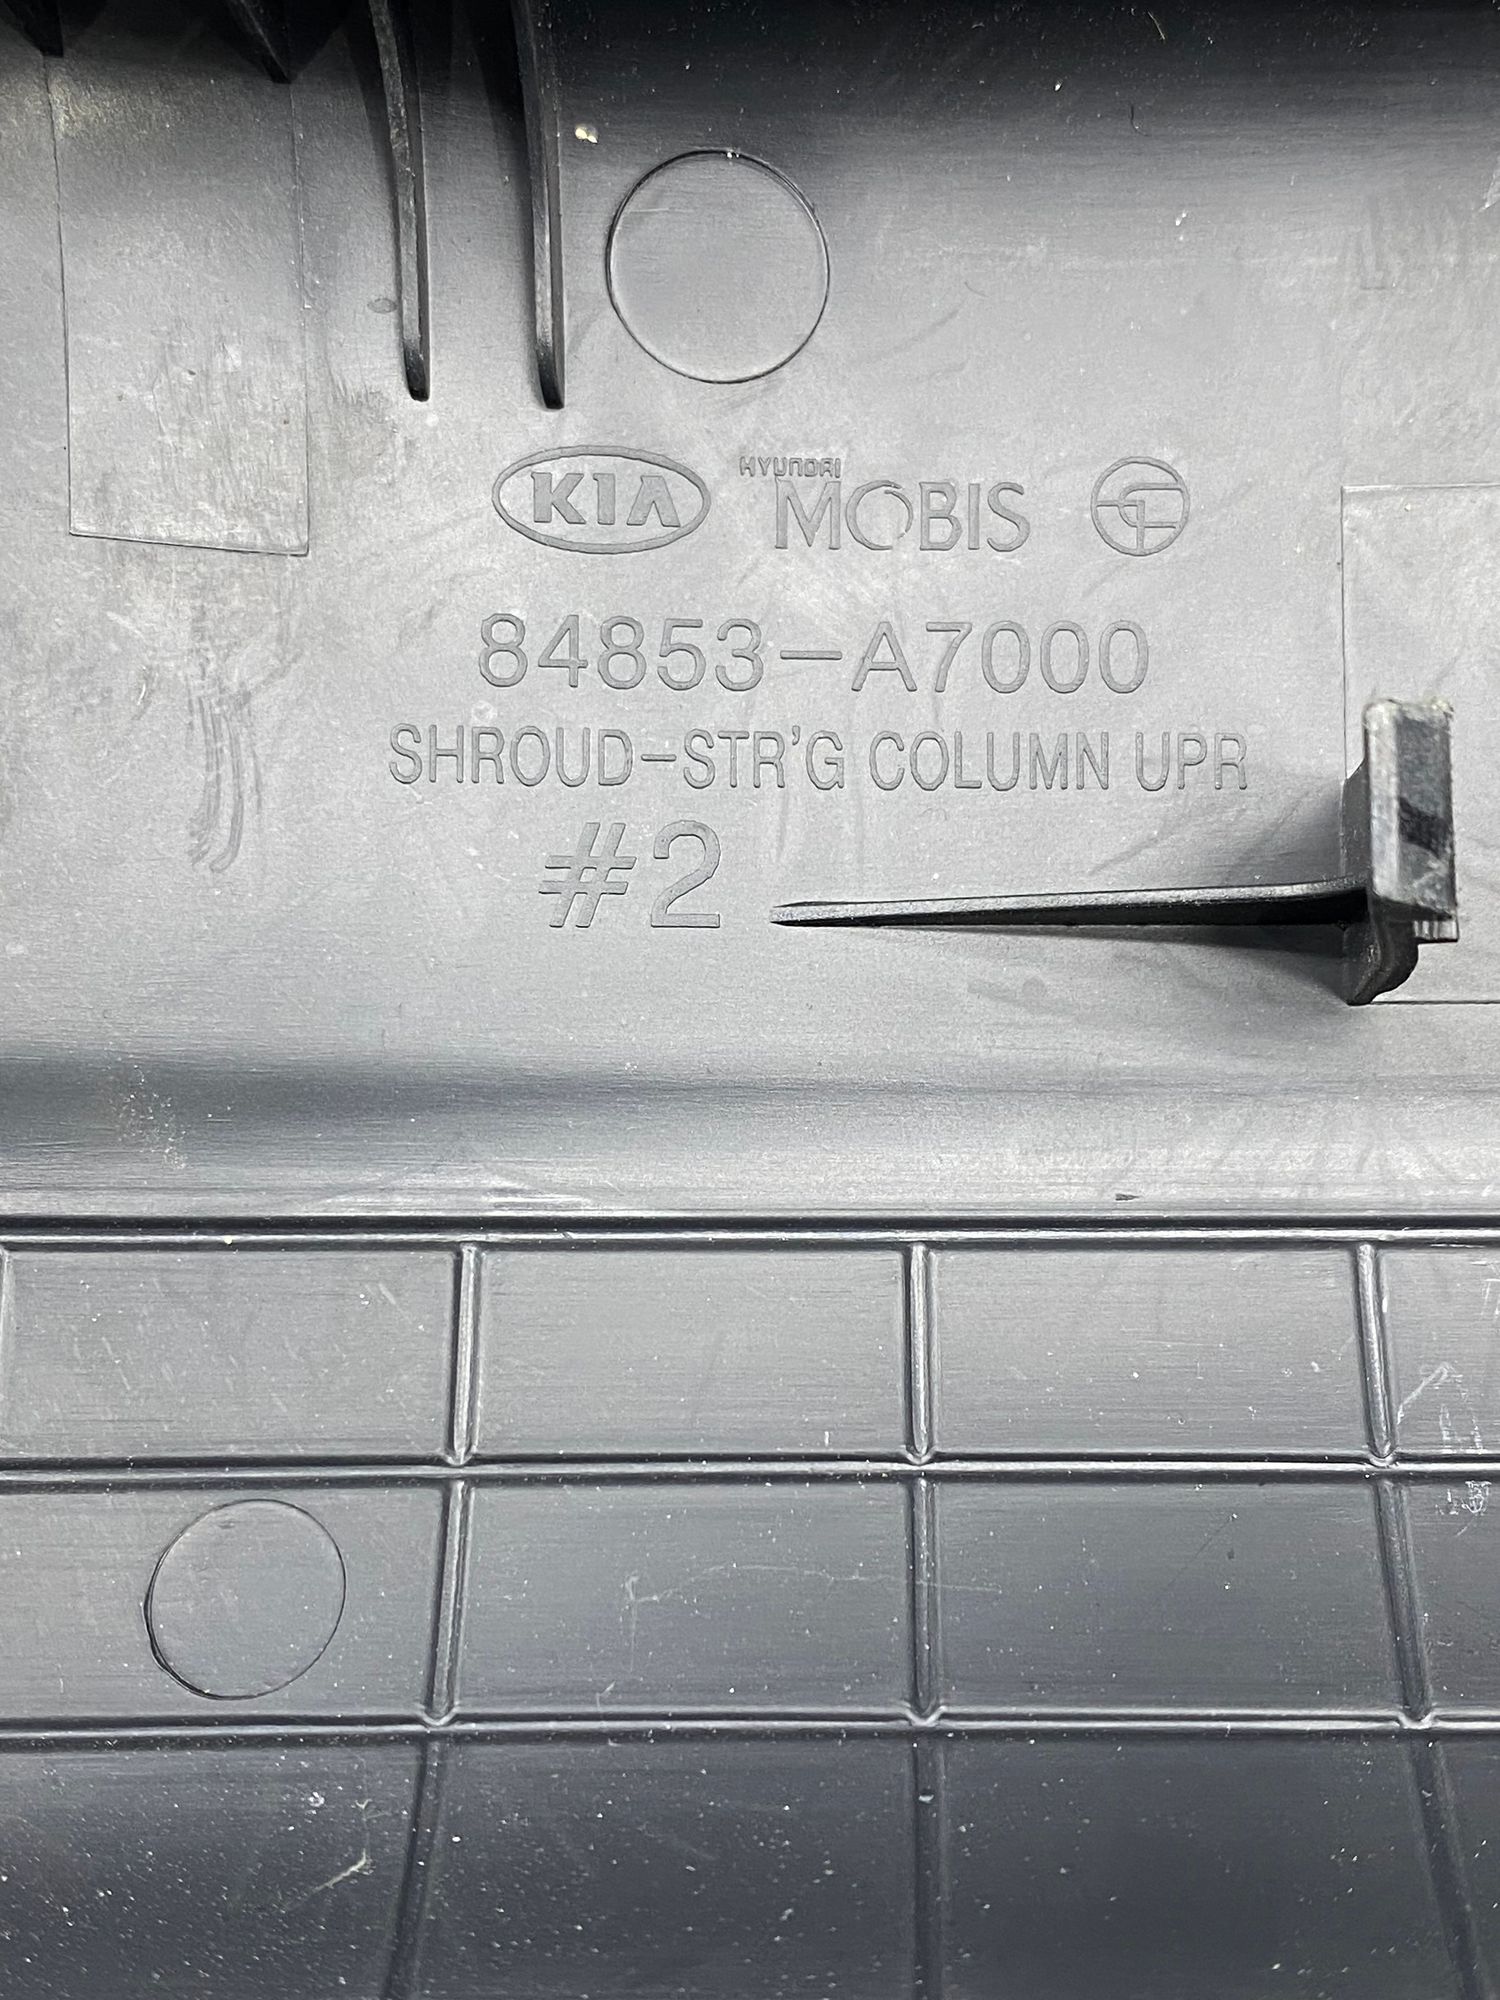 KIA HYUNDAI MOBIS
84853-A7000
SHROUD-STR'G COLUMN UPR
#2